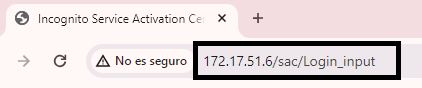 Incognito Service Activation Ce
No es seguro 172.17.51.6/sac/Login_input